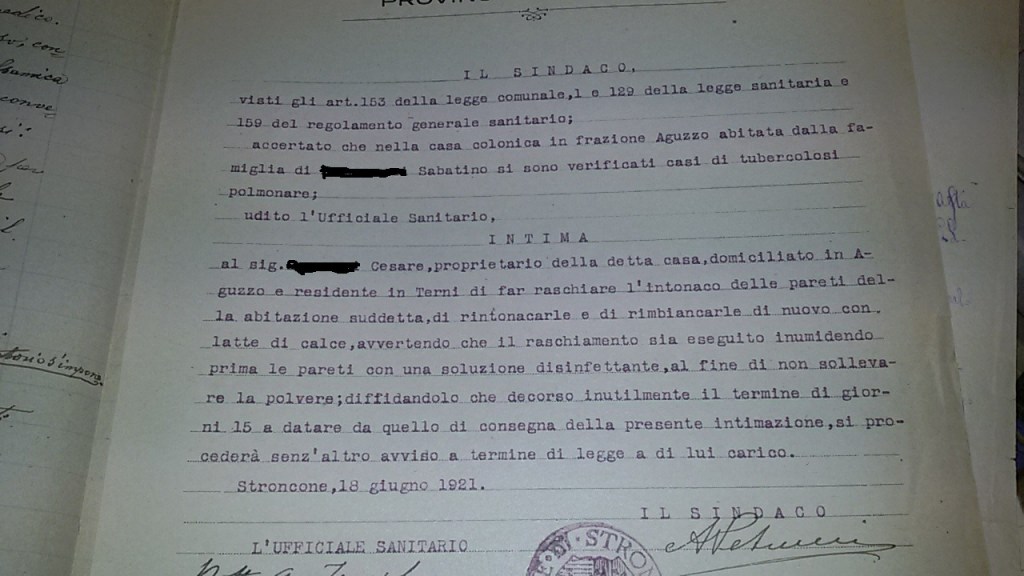 PROVIN
IL SINDACO,
visti gli art.153 della legge comunale,1 e 129 della legge sanitaria e
159 del regolamento generale sanitario;
accertato che nella casa colonica in frazione Aguzzo abitata dalla fa-
miglia di Sabatino si sono verificati casi di tubercolosi
polmonare;
udito l'Ufficiale Sanitario,
INTIMA
al sig. Cesare,proprietario della detta casa,domiciliato in A-
guzzo e residente in Terni di far raschiare l'intonaco delle pareti del-
la abitazione suddetta,di rintonacarle e di rimbiancarle di nuovo con
latte di calce,avvertendo che il raschiamento sia eseguito inumidendo
prima le pareti con una soluzione disinfettante,al fine di non solleva-
re la polvere;diffidandolo che decorso inutilmente il termine di gior-
ni 15 a datare da quello di consegna della presente intimazione,si pro-
cederà senz'altro avviso a termine di legge a di lui carico.
Stroncone,18 giugno 1921.
IL SINDACO
L'UFFICIALE SANITARIO
DI STRON